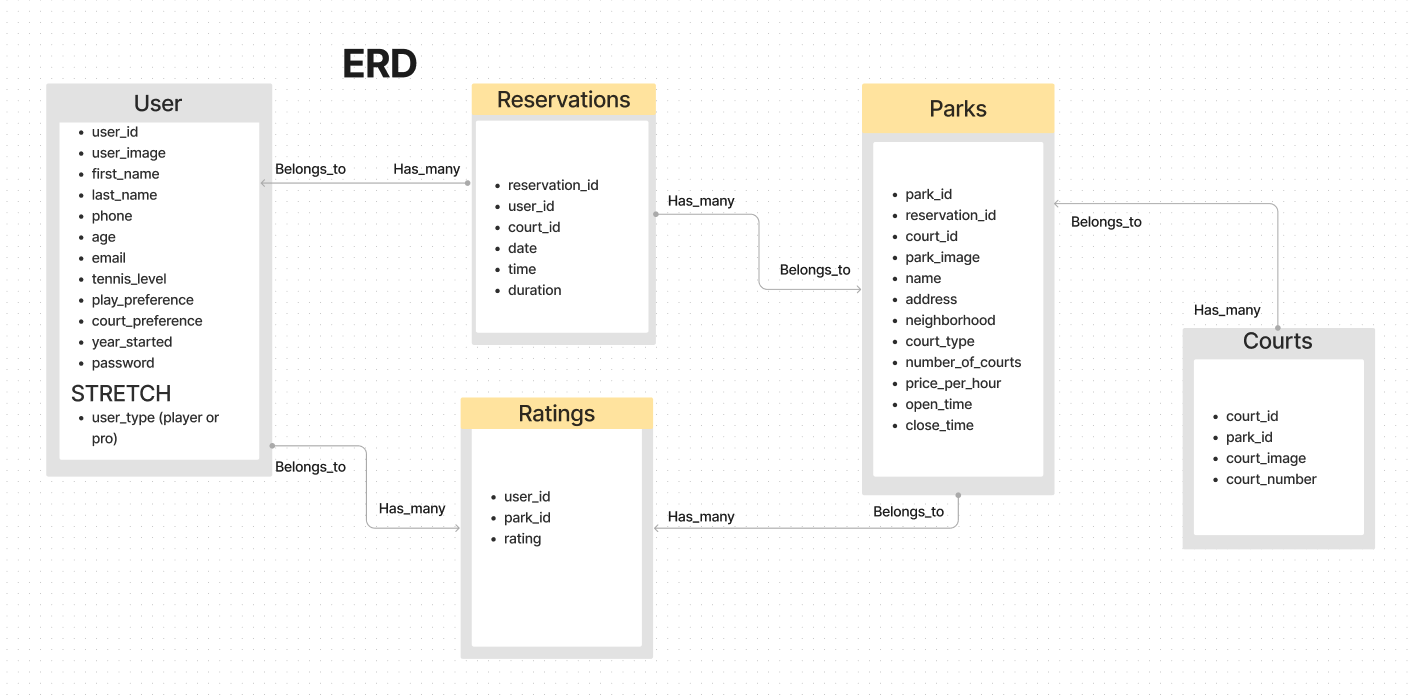 ERD
User
user_id
user_image
first_name
last_name
phone
age
email
tennis_level
play_preference
court_preference
year_started
password
STRETCH
user_type (player or
pro)
Belongs_to
Has_many
Reservations
reservation_id
user_id
court_id
date
time
duration
Has_many
Belongs_to
Parks
park_id
reservation_id
court_id
park_image
name
address
neighborhood
court_type
number_of_courts
price_per_hour
open_time
close_time
Belongs_to
Has_many
Courts
court_id
park_id
court_image
court_number
Belongs_to
Has_many
Ratings
user_id
park_id
rating
Has_many
Belongs_to